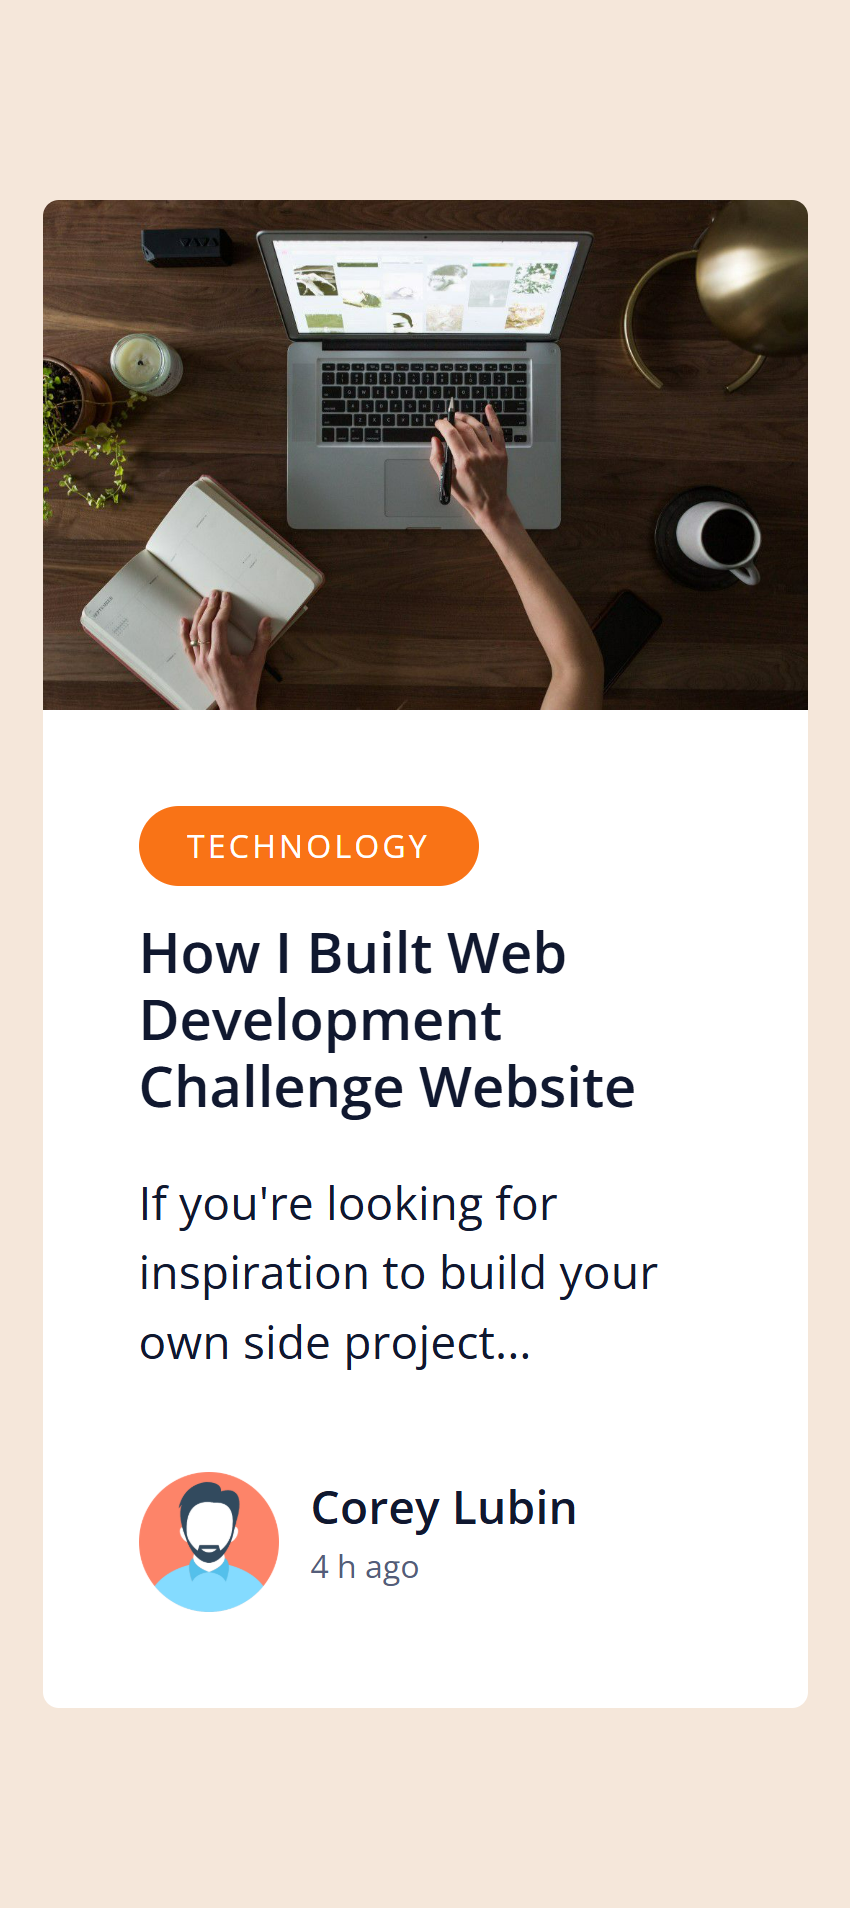 VAVA
TECHNOLOGY
How I Built Web
Development
Challenge Website
If you're looking for
inspiration to build your
own side project...
Corey Lubin
4 h ago